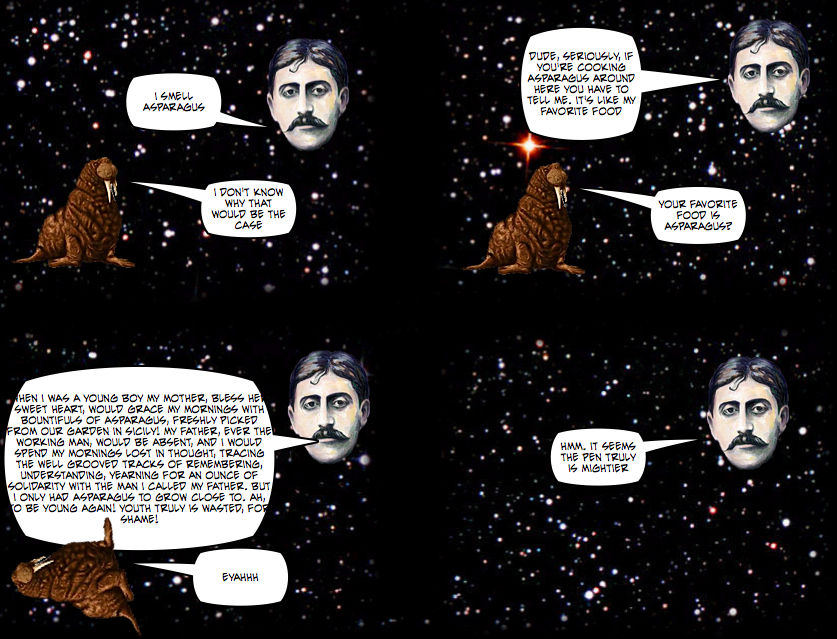 I SMELL
ASPARAGUS
I DON'T KNOW
WHY THAT
WOULD BE THE
CASE
DUDE, SERIOUSLY, IF
YOU'RE COOKING
ASPARAGUS AROUND
HERE YOU HAVE TO
TELL ME. IT'S LIKE MY
FAVORITE FOOD
YOUR FAVORITE
FOOD IS
ASPARAGUS?
WHEN I WAS A YOUNG BOY MY MOTHER, BLESS HER
SWEET HEART, WOULD GRACE MY MORNINGS WITH
BOUNTIFULS OF ASPARAGUS, FRESHLY PICKED
FROM OUR GARDEN IN SICILY! MY FATHER, EVER THE
WORKING MAN, WOULD BE ABSENT, AND I WOULD
SPEND MY MORNINGS LOST IN THOUGHT, TRACING
THE WELL GROOVED TRACKS OF REMEMBERING,
UNDERSTANDING, YEARNING FOR AN OUNCE OF
SOLIDARITY WITH THE MAN I CALLED MY FATHER. BUT
I ONLY HAD ASPARAGUS TO GROW CLOSE TO. AH,
TO BE YOUNG AGAIN! YOUTH TRULY IS WASTED, FOR
SHAME!
EYAHHH
HMM. IT SEEMS
THE PEN TRULY
IS MIGHTIER